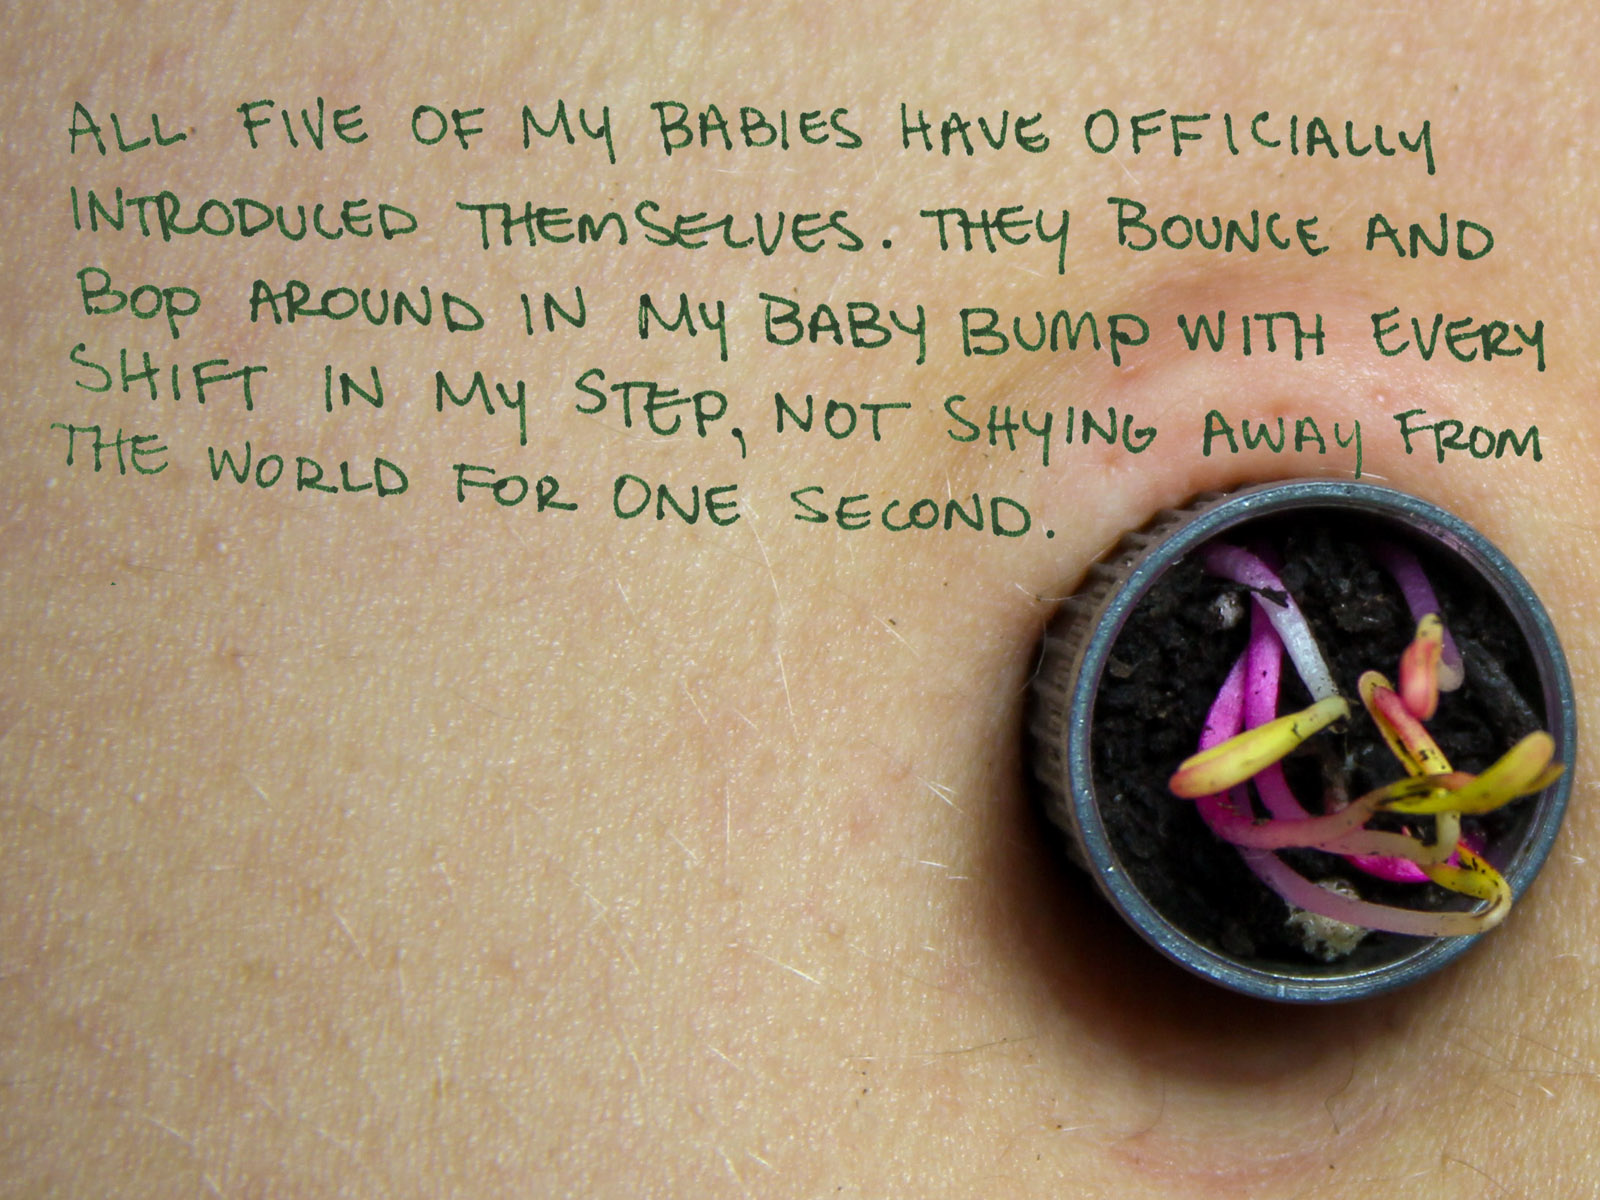 ALL FIVE OF MY BABIES HAVE OFFICIALLY
INTRODUCED THEMSELVES. THEY BOUNCE AND
BOP AROUND IN MY BABY BUMP WITH EVERY
SHIFT IN MY STEP, NOT SHYING AWAY FROM
THE WORLD FOR ONE SECOND.